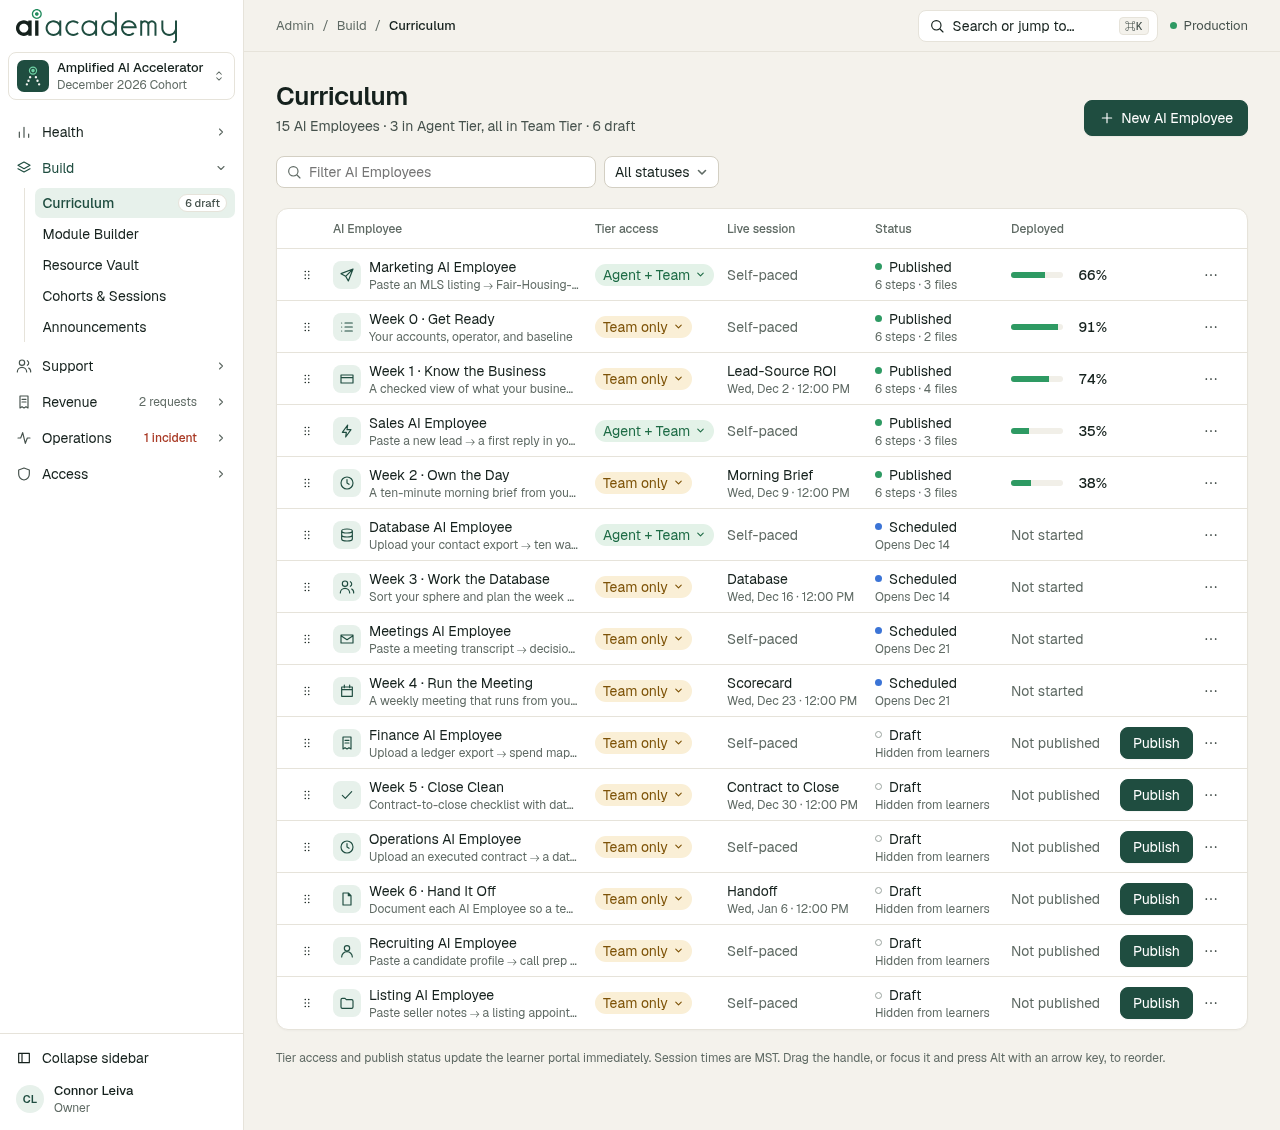 ai academy
Amplified AI Accelerator
December 2026 Cohort
Health
Build
Curriculum 6 draft
Module Builder
Resource Vault
Cohorts & Sessions
Announcements
Support
Revenue 2 requests
Operations 1 incident
Access
Collapse sidebar
CL Connor Leiva
Owner
Admin / Build / Curriculum
Search or jump to... ⌘K
Production
Curriculum
15 AI Employees · 3 in Agent Tier, all in Team Tier · 6 draft
New AI Employee
Filter AI Employees
All statuses
AI Employee Tier access Live session Status Deployed
Marketing AI Employee Agent + Team Self-paced Published 66%
Paste an MLS listing → Fair-Housing-... 6 steps · 3 files
Week 0 · Get Ready Team only Self-paced Published 91%
Your accounts, operator, and baseline 6 steps · 2 files
Week 1 · Know the Business Team only Lead-Source ROI Published 74%
A checked view of what your busine... Wed, Dec 2 · 12:00 PM 6 steps · 4 files
Sales AI Employee Agent + Team Self-paced Published 35%
Paste a new lead → a first reply in yo... 6 steps · 3 files
Week 2 · Own the Day Team only Morning Brief Published 38%
A ten-minute morning brief from you... Wed, Dec 9 · 12:00 PM 6 steps · 3 files
Database AI Employee Agent + Team Self-paced Scheduled Not started
Upload your contact export → ten wa... Opens Dec 14
Week 3 · Work the Database Team only Database Scheduled Not started
Sort your sphere and plan the week ... Wed, Dec 16 · 12:00 PM Opens Dec 14
Meetings AI Employee Team only Self-paced Scheduled Not started
Paste a meeting transcript → decisio... Opens Dec 21
Week 4 · Run the Meeting Team only Scorecard Scheduled Not started
A weekly meeting that runs from you... Wed, Dec 23 · 12:00 PM Opens Dec 21
Finance AI Employee Team only Self-paced Draft Not published Publish
Upload a ledger export → spend map... Hidden from learners
Week 5 · Close Clean Team only Contract to Close Draft Not published Publish
Contract-to-close checklist with dat... Wed, Dec 30 · 12:00 PM Hidden from learners
Operations AI Employee Team only Self-paced Draft Not published Publish
Upload an executed contract → a dat... Hidden from learners
Week 6 · Hand It Off Team only Handoff Draft Not published Publish
Document each AI Employee so a te... Wed, Jan 6 · 12:00 PM Hidden from learners
Recruiting AI Employee Team only Self-paced Draft Not published Publish
Paste a candidate profile → call prep ... Hidden from learners
Listing AI Employee Team only Self-paced Draft Not published Publish
Paste seller notes → a listing appoint... Hidden from learners
Tier access and publish status update the learner portal immediately. Session times are MST. Drag the handle, or focus it and press Alt with an arrow key, to reorder.